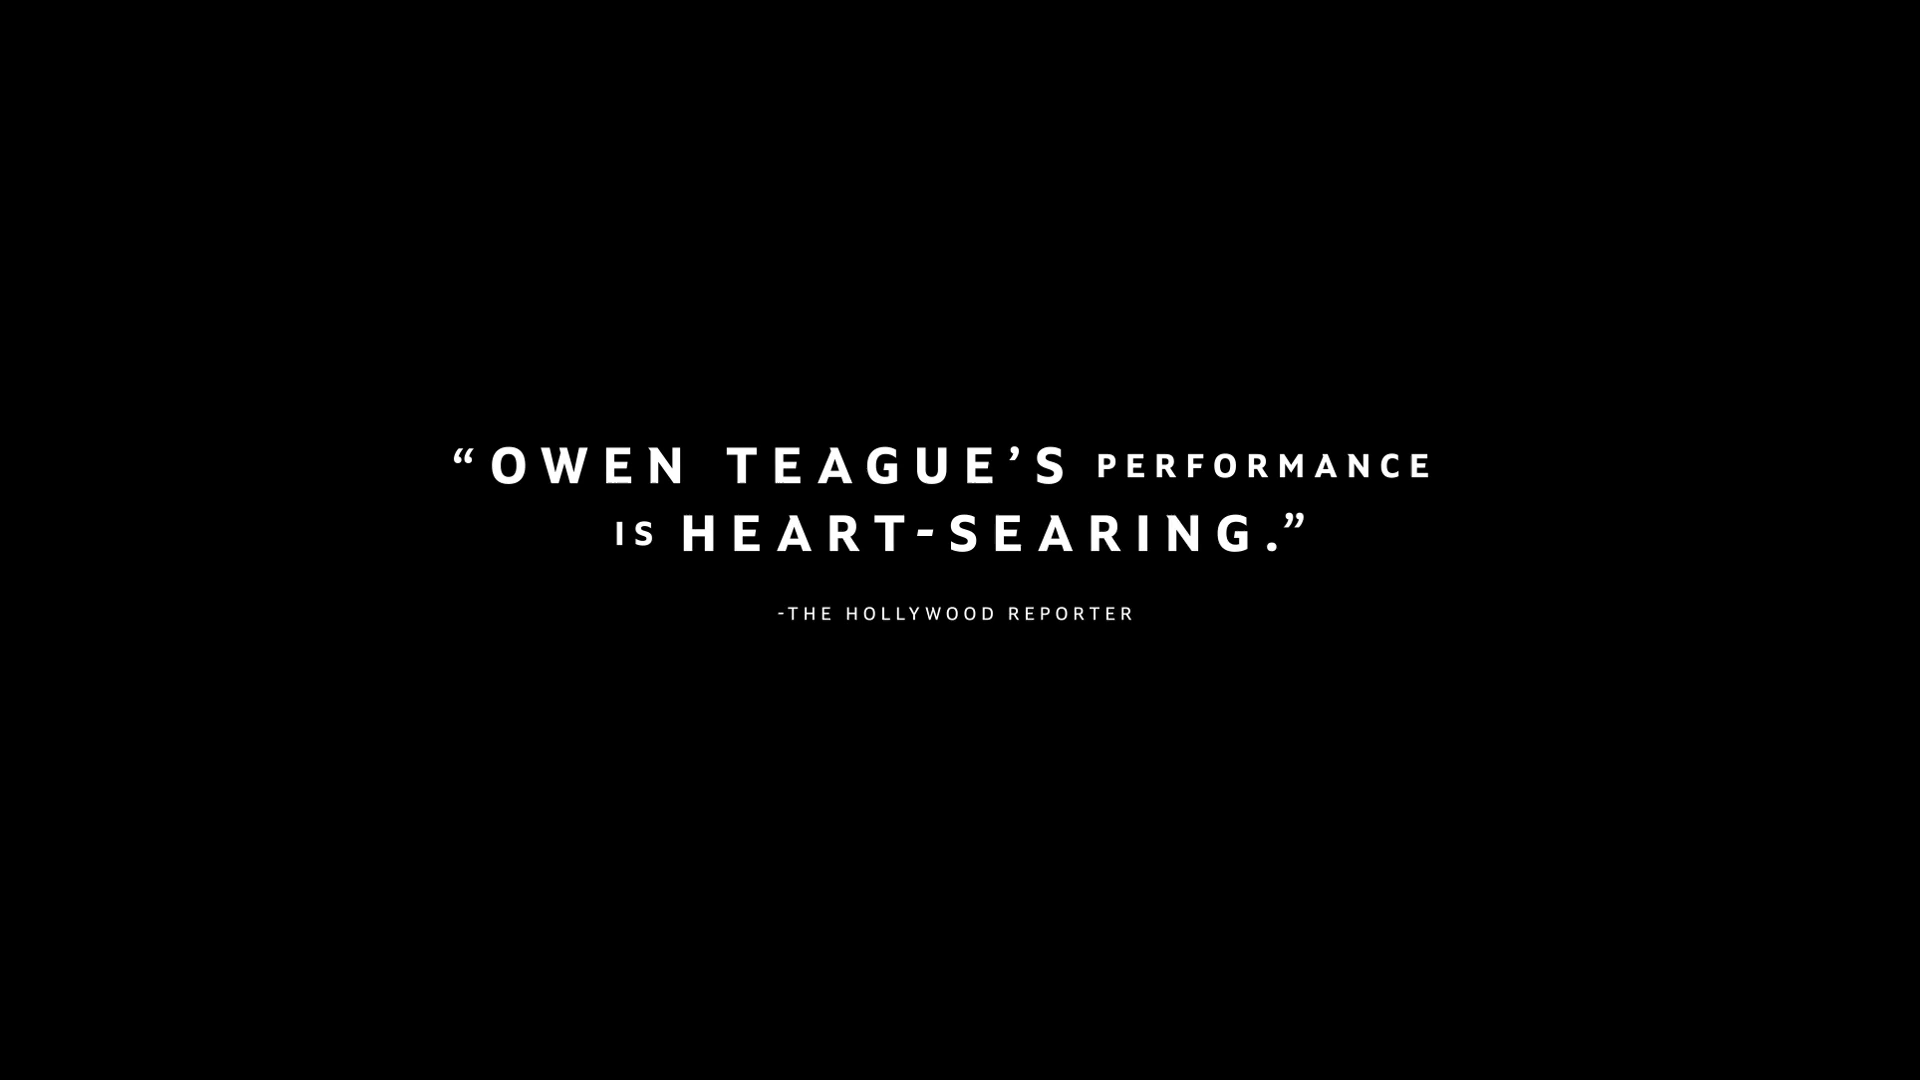 “OWEN TEAGUE’S PERFORMANCE
IS HEART-SEARING.”
-THE HOLLYWOOD REPORTER